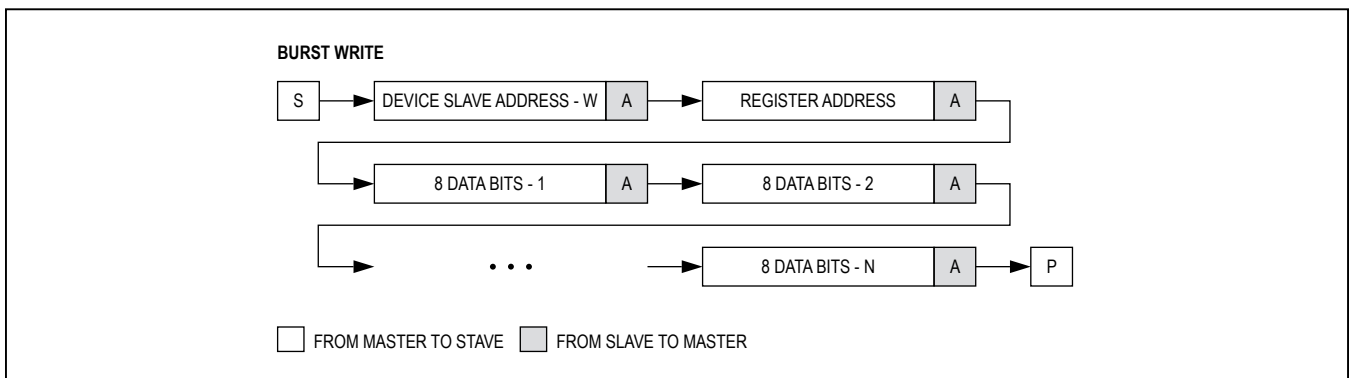 BURST WRITE
S DEVICE SLAVE ADDRESS - W A REGISTER ADDRESS A
8 DATA BITS - 1 A 8 DATA BITS - 2 A
• • • 8 DATA BITS - N A P
FROM MASTER TO STAVE FROM SLAVE TO MASTER